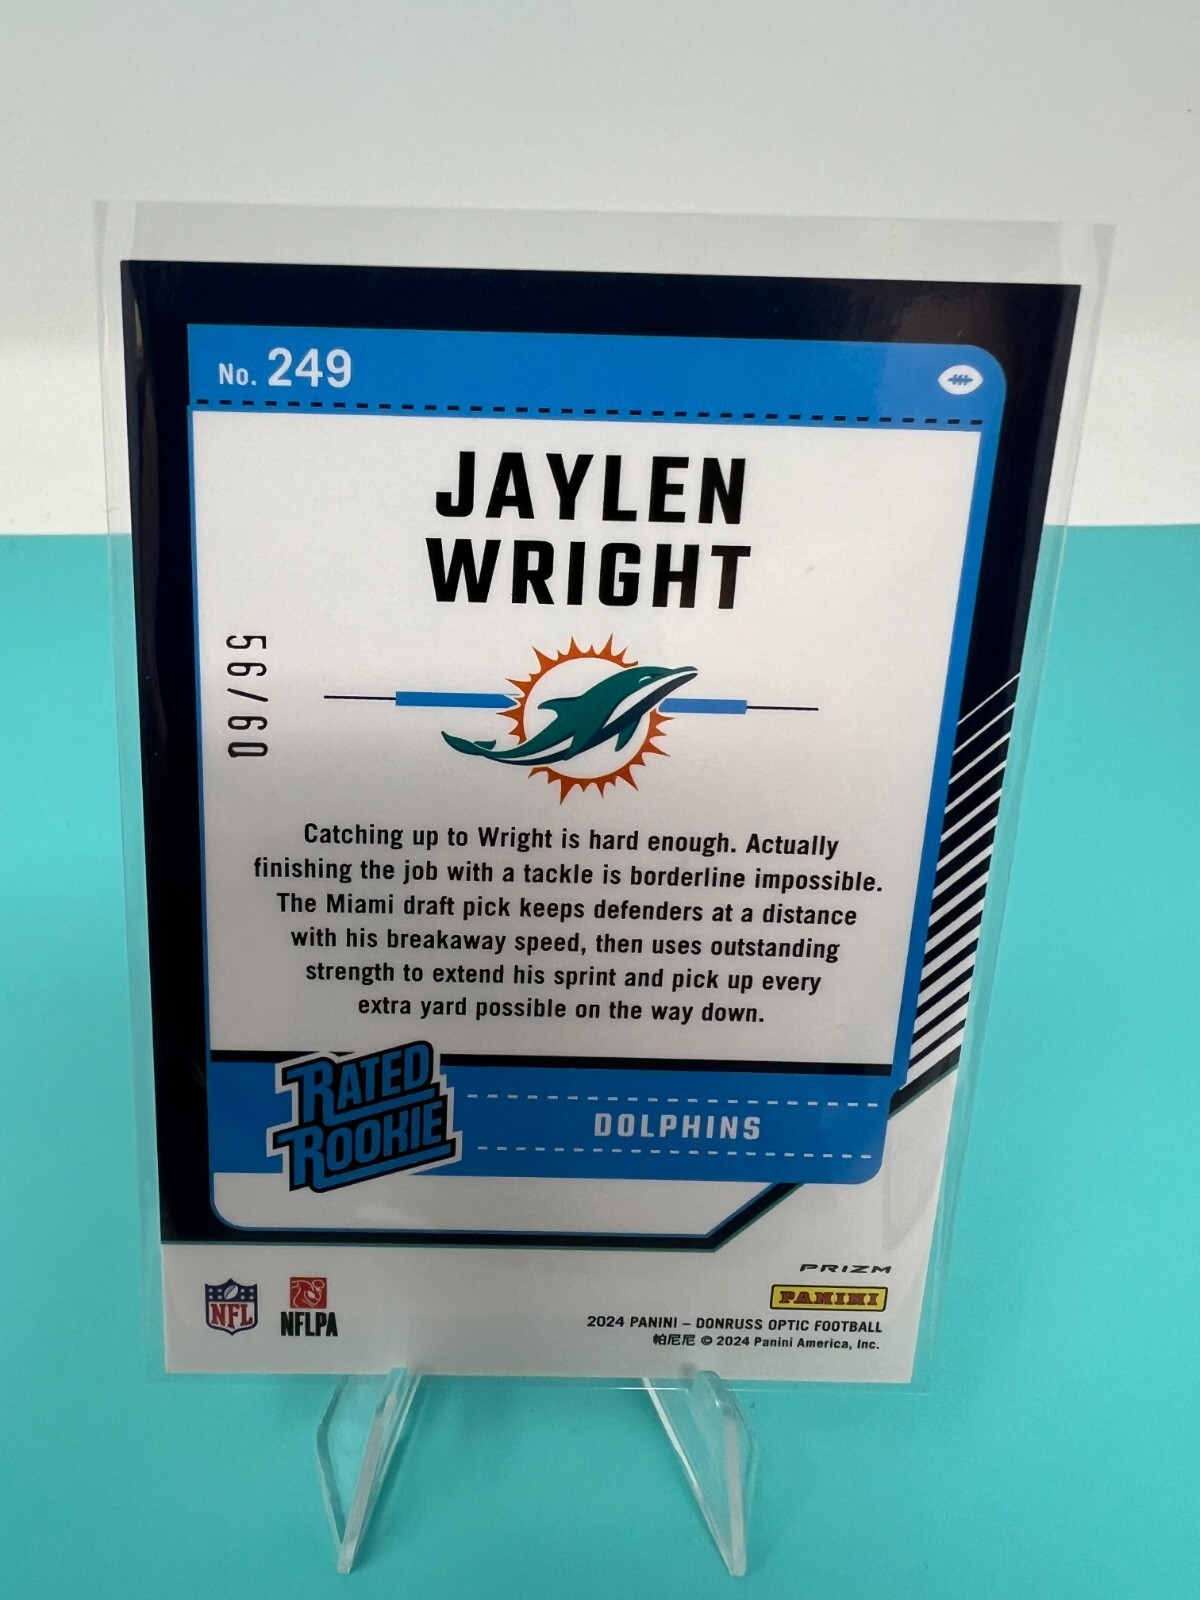 No. 249
JAYLEN
WRIGHT
56/60
Catching up to Wright is hard enough. Actually
finishing the job with a tackle is borderline impossible.
The Miami draft pick keeps defenders at a distance
with his breakaway speed, then uses outstanding
strength to extend his sprint and pick up every
extra yard possible on the way down.
RATED
ROOKIE
DOLPHINS
PRIZM
PANINI
NFL
NFLPA
2024 PANINI – DONRUSS OPTIC FOOTBALL
帕尼尼 © 2024 Panini America, Inc.